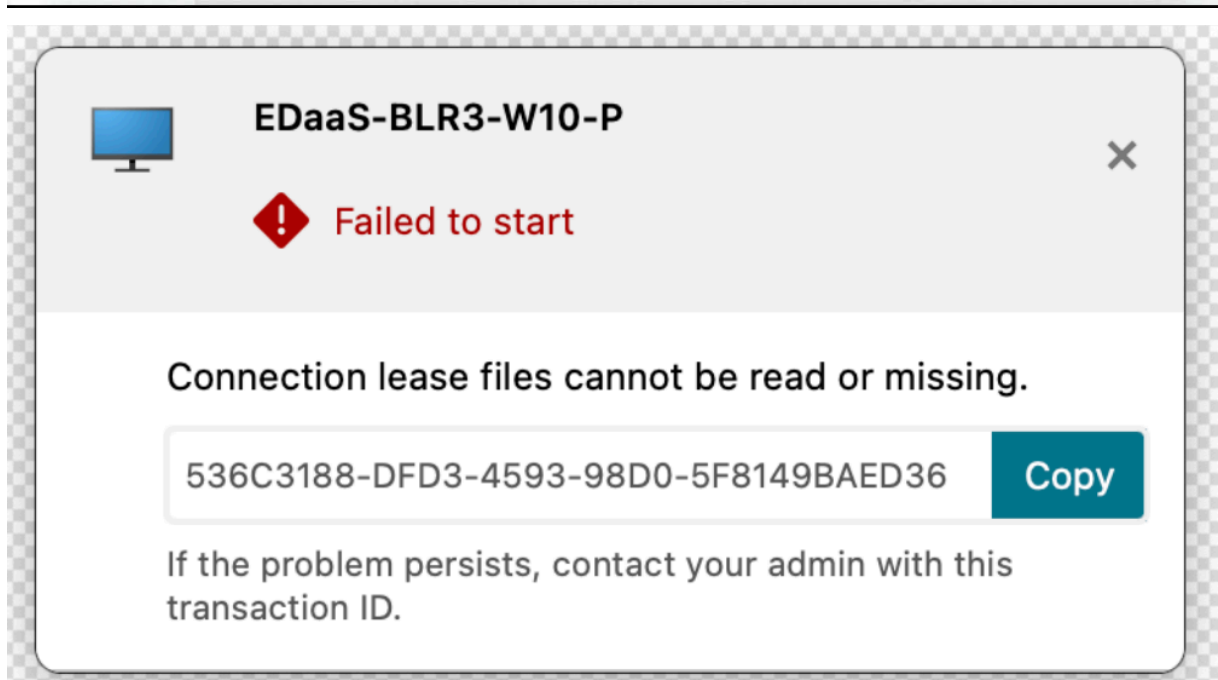 EDaaS-BLR3-W10-P
Failed to start
Connection lease files cannot be read or missing.
536C3188-DFD3-4593-98D0-5F8149BAED36
Copy
If the problem persists, contact your admin with this
transaction ID.